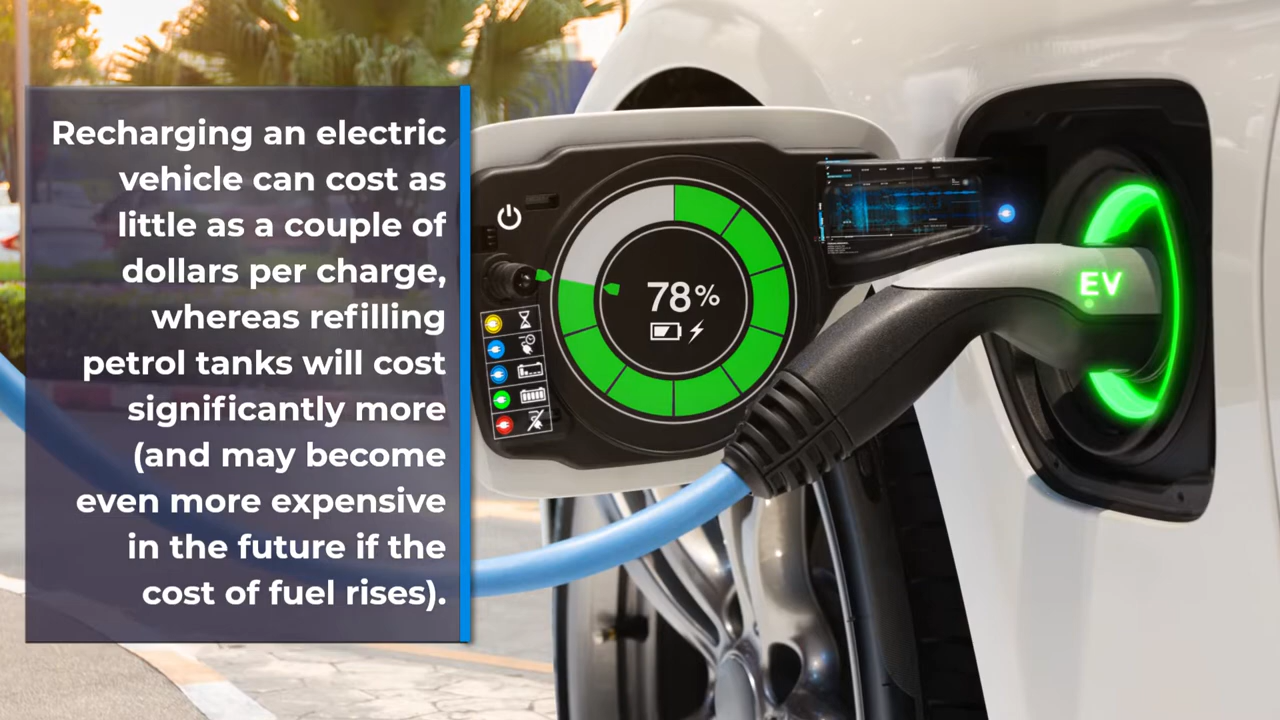 Recharging an electric
vehicle can cost as
little as a couple of
dollars per charge,
whereas refilling
petrol tanks will cost
significantly more
(and may become
even more expensive
in the future if the
cost of fuel rises).
78%
EV